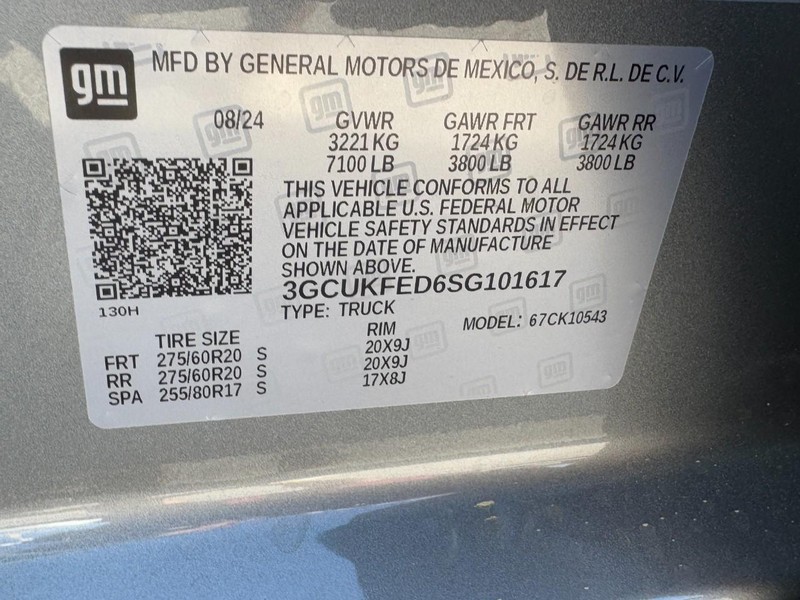 gm MFD BY GENERAL MOTORS DE MEXICO, S. DE R.L. DE C.V.
08/24 GVWR GAWR FRT GAWR RR
3221 KG 1724 KG 1724 KG
7100 LB 3800 LB 3800 LB
THIS VEHICLE CONFORMS TO ALL
APPLICABLE U.S. FEDERAL MOTOR
VEHICLE SAFETY STANDARDS IN EFFECT
ON THE DATE OF MANUFACTURE
SHOWN ABOVE.
3GCUKFED6SG101617
130H
TYPE: TRUCK
TIRE SIZE RIM MODEL: 67CK10543
FRT 275/60R20 S 20X9J
RR 275/60R20 S 20X9J
SPA 255/80R17 S 17X8J